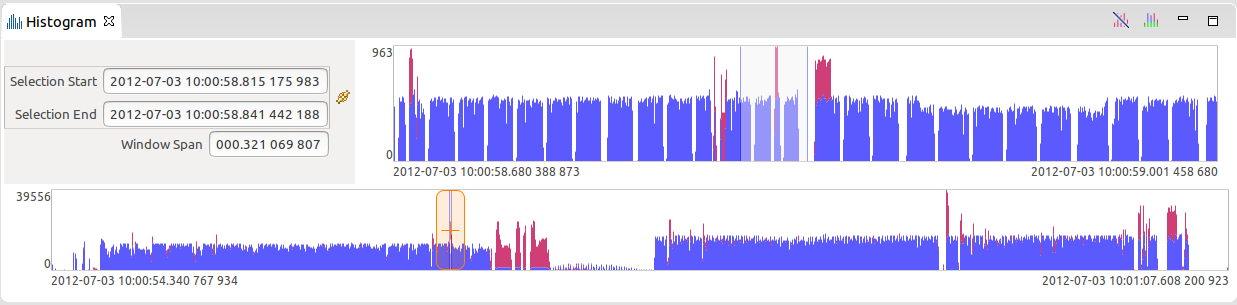 Histogram
963
Selection Start 2012-07-03 10:00:58.815 175 983
Selection End 2012-07-03 10:00:58.841 442 188
Window Span 000.321 069 807
0
2012-07-03 10:00:58.680 388 873 2012-07-03 10:00:59.001 458 680
39556
0
2012-07-03 10:00:54.340 767 934 2012-07-03 10:01:07.608 200 923